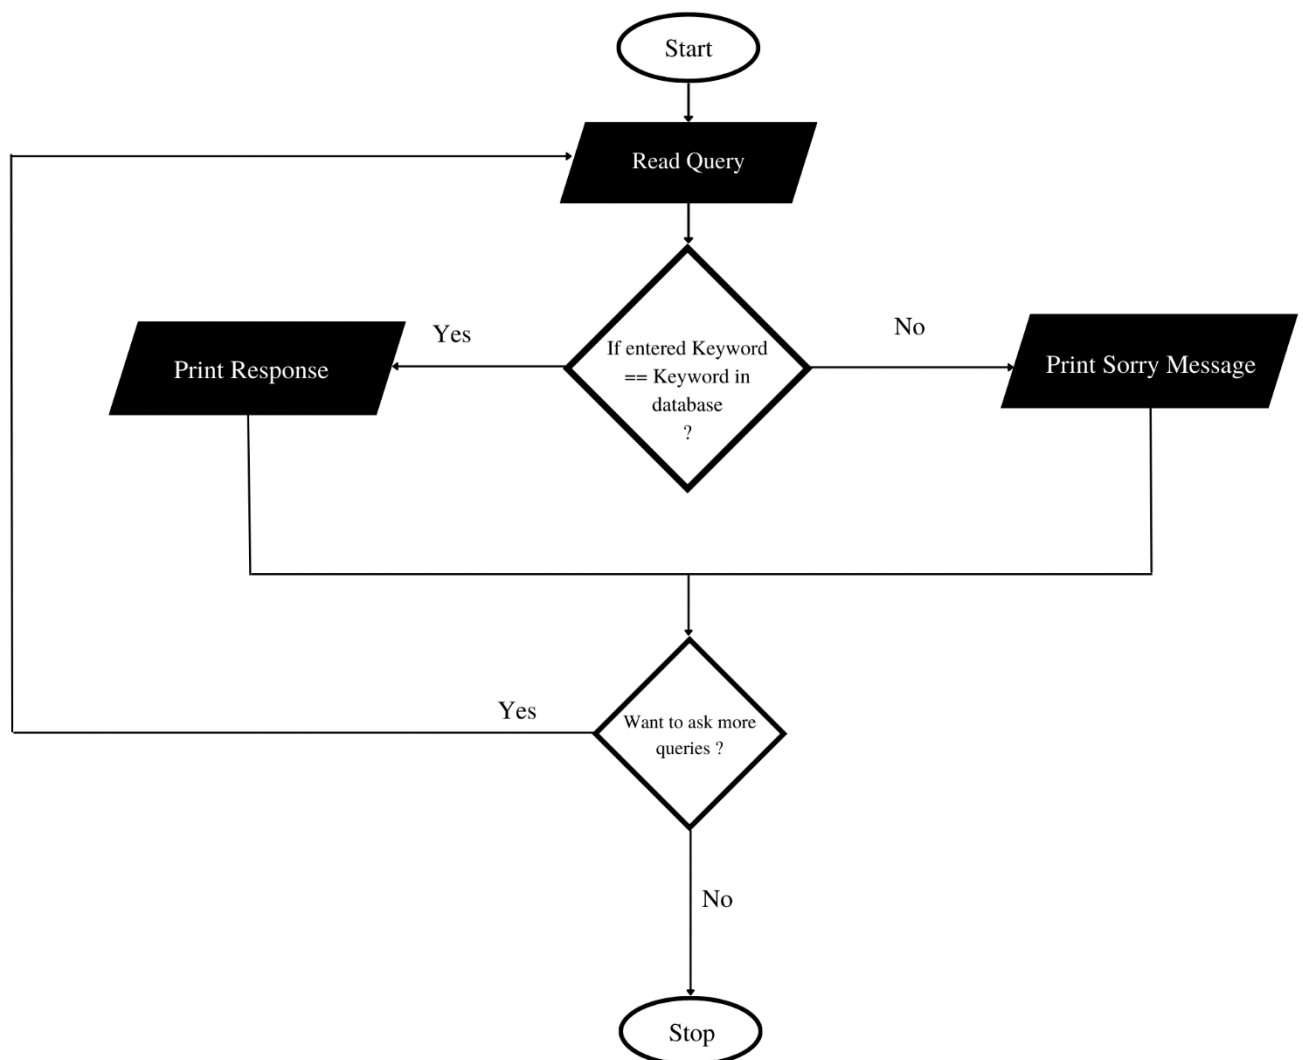 Start
Read Query
Yes
No
If entered Keyword
== Keyword in
database
?
Print Response
Print Sorry Message
Yes
Want to ask more
queries ?
No
Stop